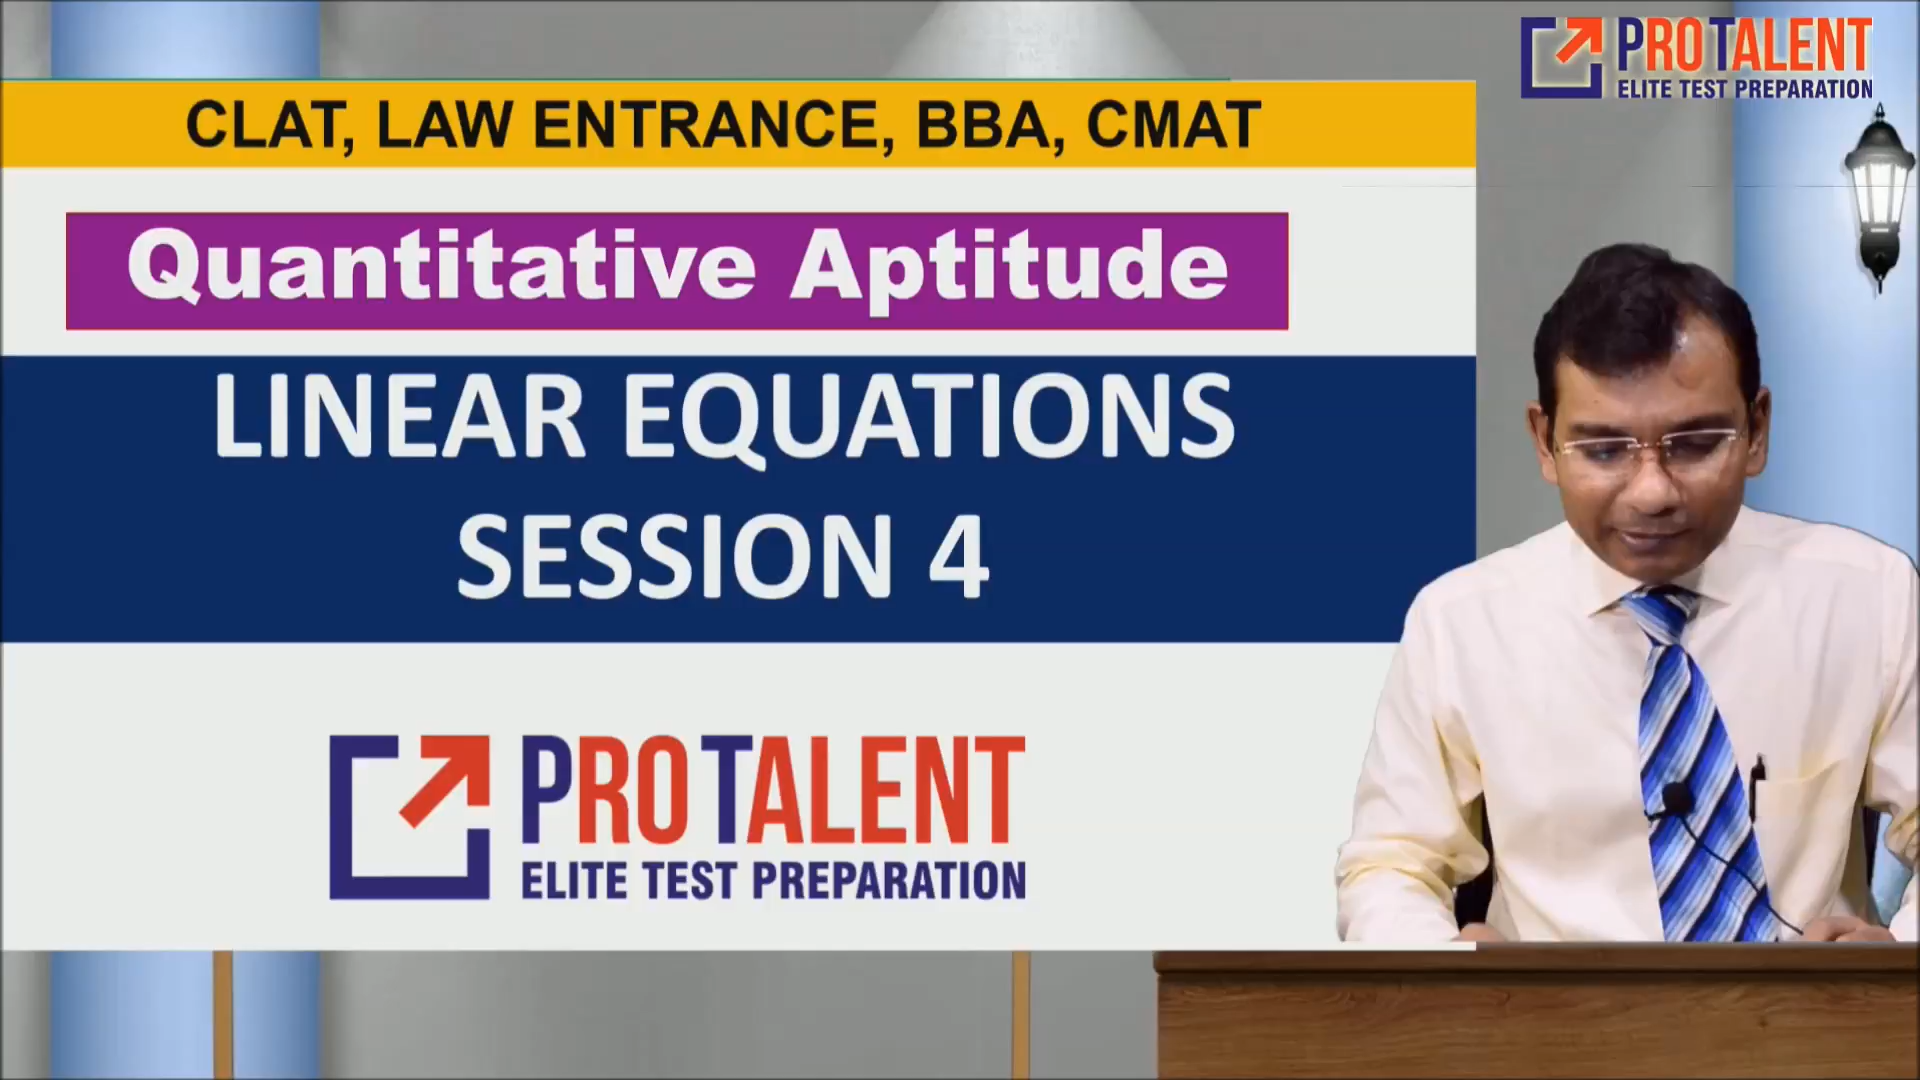 PROTALENT
ELITE TEST PREPARATION
CLAT, LAW ENTRANCE, BBA, CMAT
Quantitative Aptitude
LINEAR EQUATIONS
SESSION 4
PROTALENT
ELITE TEST PREPARATION